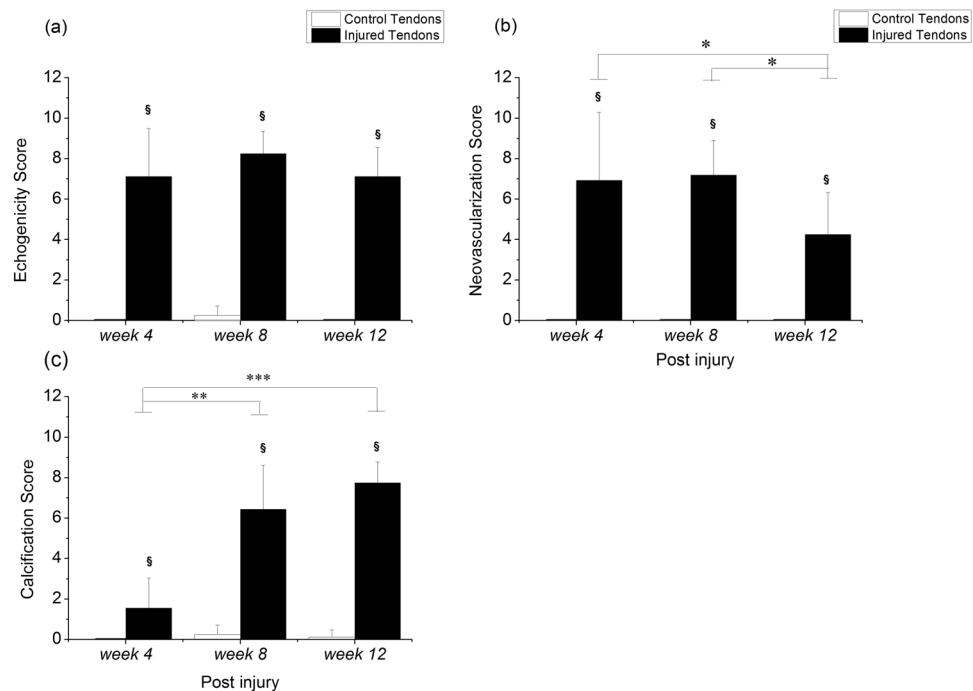 (a)
Control Tendons
Injured Tendons
Echogenicity Score
12
10
8
6
4
2
0
§
§
§
week 4
week 8
week 12
(b)
Control Tendons
Injured Tendons
Neovascularization Score
12
10
8
6
4
2
0
*
*
§
§
§
week 4
week 8
week 12
Post injury
(c)
Calcification Score
12
10
8
6
4
2
0
***
**
§
§
§
week 4
week 8
week 12
Post injury